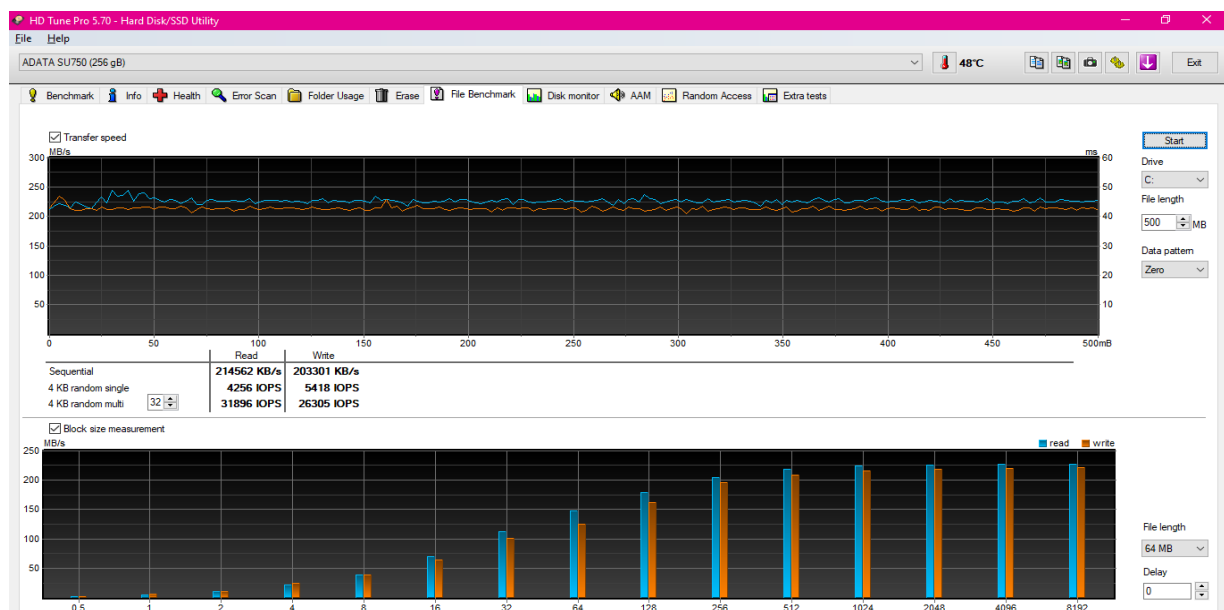 HD Tune Pro 5.70 - Hard Disk/SSD Utility
File Help
ADATA SU750 (256 gB) 48°C Exit
Benchmark Info Health Error Scan Folder Usage Erase File Benchmark Disk monitor AAM Random Access Extra tests
Transfer speed Start
MB/s ms
300 60
250 50
200 40
150 30
100 20
50 10
0 50 100 150 200 250 300 350 400 450 500mB
Drive
C:
File length
500 MB
Data pattern
Zero
Read Write
Sequential 214562 KB/s 203301 KB/s
4 KB random single 4256 IOPS 5418 IOPS
4 KB random multi 32 31896 IOPS 26305 IOPS
Block size measurement
MB/s read write
250
200
150
100
50
0.5 1 2 4 8 16 32 64 128 256 512 1024 2048 4096 8192
File length
64 MB
Delay
0